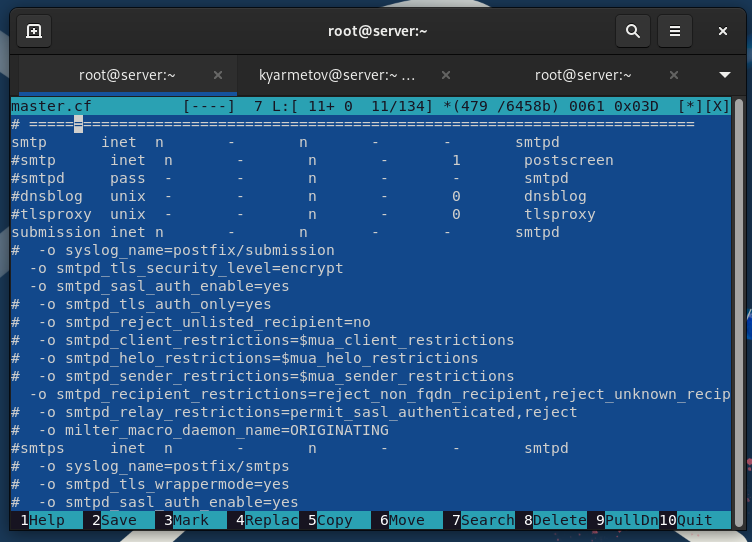 root@server:~
root@server:~ × kyarmetov@server:~ … × root@server:~ ×
master.cf [----] 7 L:[ 11+ 0 11/134] *(479 /6458b) 0061 0x03D [*][X]
# ==========================================================================
smtp inet n - n - - smtpd
#smtp inet n - n - 1 postscreen
#smtpd pass - - n - - smtpd
#dnsblog unix - - n - 0 dnsblog
#tlsproxy unix - - n - 0 tlsproxy
submission inet n - n - - smtpd
# -o syslog_name=postfix/submission
-o smtpd_tls_security_level=encrypt
-o smtpd_sasl_auth_enable=yes
# -o smtpd_tls_auth_only=yes
# -o smtpd_reject_unlisted_recipient=no
# -o smtpd_client_restrictions=$mua_client_restrictions
# -o smtpd_helo_restrictions=$mua_helo_restrictions
# -o smtpd_sender_restrictions=$mua_sender_restrictions
-o smtpd_recipient_restrictions=reject_non_fqdn_recipient,reject_unknown_recip
# -o smtpd_relay_restrictions=permit_sasl_authenticated,reject
# -o milter_macro_daemon_name=ORIGINATING
#smtps inet n - n - - smtpd
# -o syslog_name=postfix/smtps
# -o smtpd_tls_wrappermode=yes
# -o smtpd_sasl_auth_enable=yes
1Help 2Save 3Mark 4Replac 5Copy 6Move 7Search 8Delete 9PullDn 10Quit